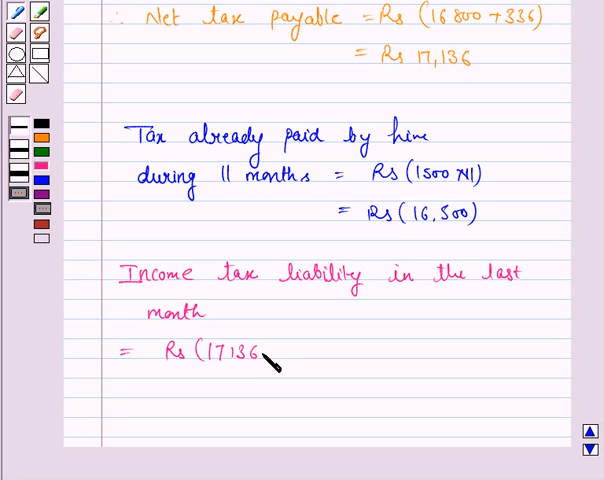 ∴ Net tax payable = Rs (16800 + 336)
= Rs 17,136
Tax already paid by him
during 11 months = Rs (1500 × 11)
= Rs (16,500)
Income tax liability in the last
month
= Rs (17136